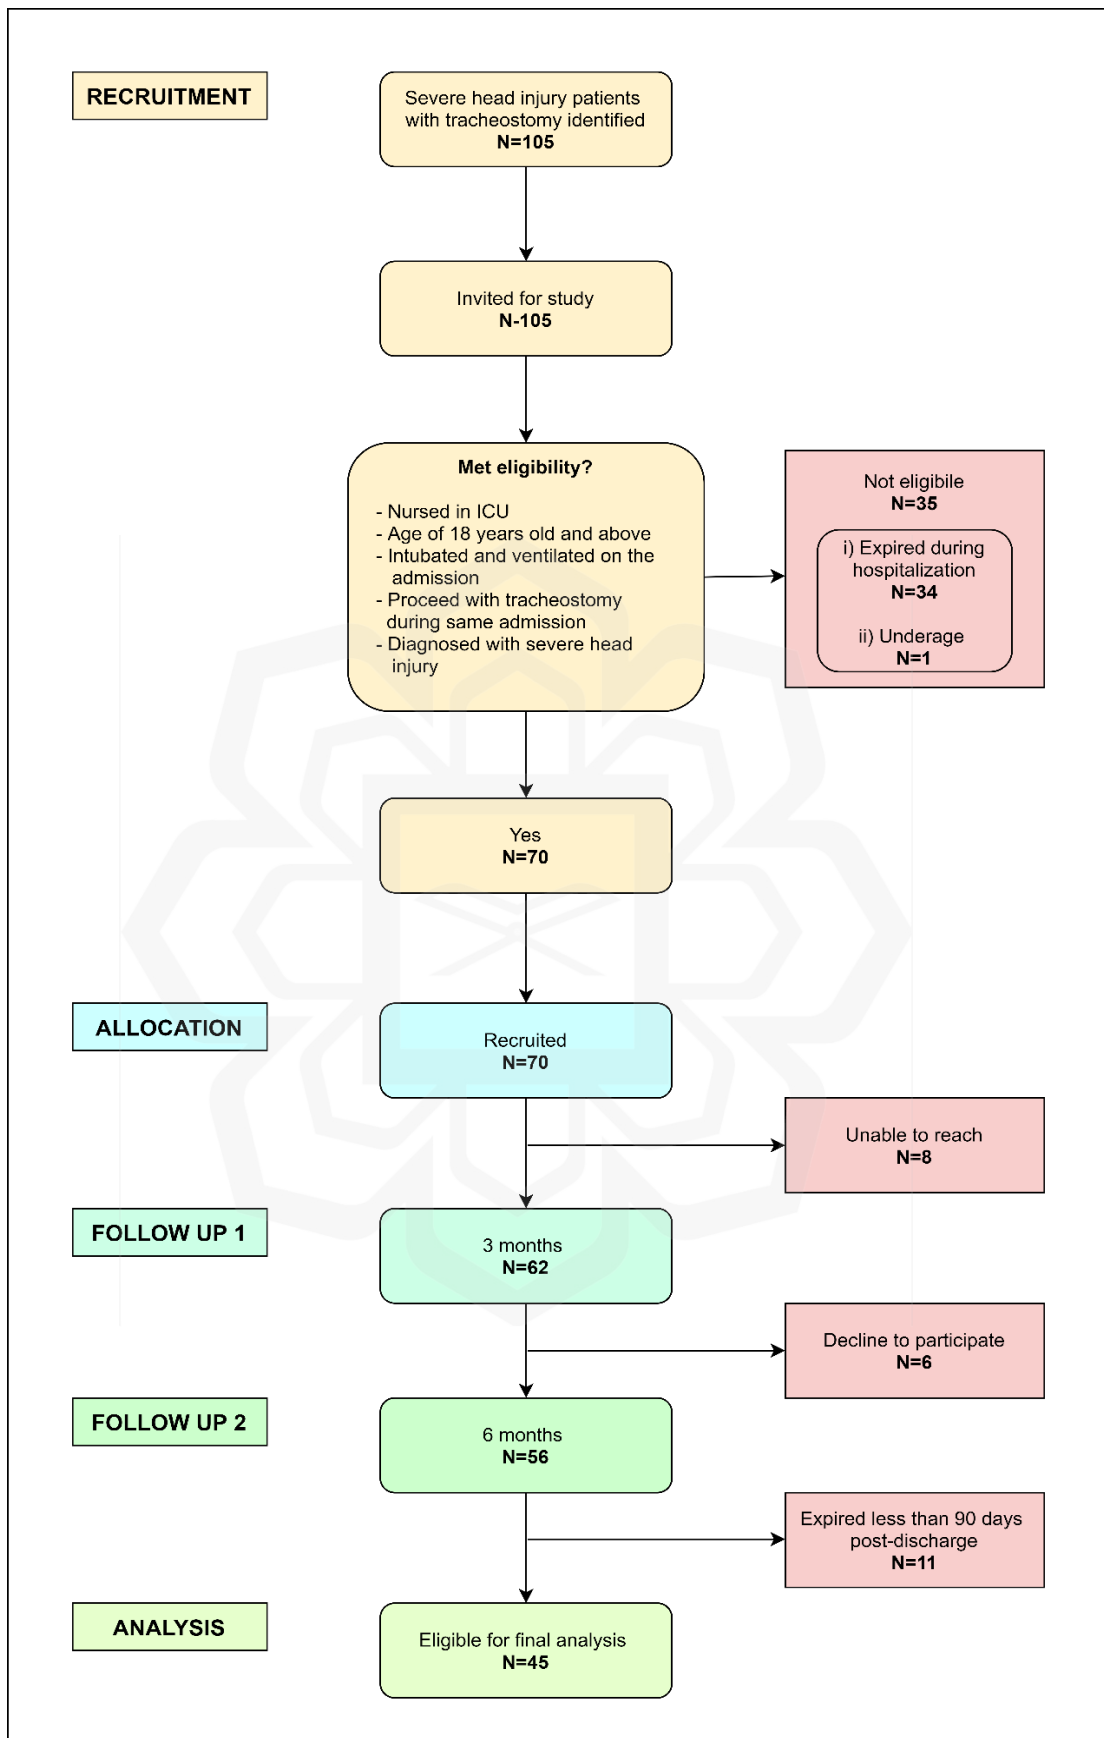 RECRUITMENT
Severe head injury patients
with tracheostomy identified
N=105
Invited for study
N-105
Met eligibility?
- Nursed in ICU
- Age of 18 years old and above
- Intubated and ventilated on the
admission
- Proceed with tracheostomy
during same admission
- Diagnosed with severe head
injury
Not eligibile
N=35
i) Expired during
hospitalization
N=34
ii) Underage
N=1
Yes
N=70
ALLOCATION
Recruited
N=70
Unable to reach
N=8
FOLLOW UP 1
3 months
N=62
Decline to participate
N=6
FOLLOW UP 2
6 months
N=56
Expired less than 90 days
post-discharge
N=11
ANALYSIS
Eligible for final analysis
N=45